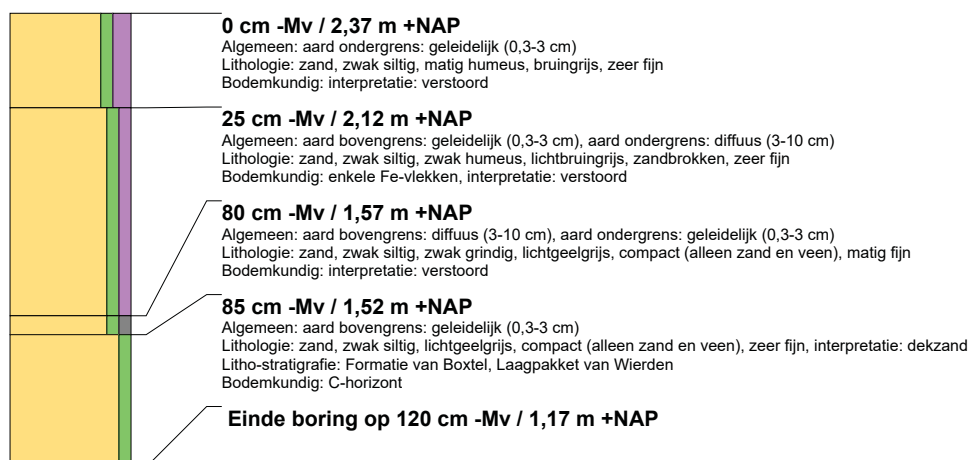 0 cm -Mv / 2,37 m +NAP
Algemeen: aard ondergrens: geleidelijk (0,3-3 cm)
Lithologie: zand, zwak siltig, matig humeus, bruingrijs, zeer fijn
Bodemkundig: interpretatie: verstoord
25 cm -Mv / 2,12 m +NAP
Algemeen: aard bovengrens: geleidelijk (0,3-3 cm), aard ondergrens: diffuus (3-10 cm)
Lithologie: zand, zwak siltig, zwak humeus, lichtbruingrijs, zandbrokken, zeer fijn
Bodemkundig: enkele Fe-vlekken, interpretatie: verstoord
80 cm -Mv / 1,57 m +NAP
Algemeen: aard bovengrens: diffuus (3-10 cm), aard ondergrens: geleidelijk (0,3-3 cm)
Lithologie: zand, zwak siltig, zwak grindig, lichtgeelgrijs, compact (alleen zand en veen), matig fijn
Bodemkundig: interpretatie: verstoord
85 cm -Mv / 1,52 m +NAP
Algemeen: aard bovengrens: geleidelijk (0,3-3 cm)
Lithologie: zand, zwak siltig, lichtgeelgrijs, compact (alleen zand en veen), zeer fijn, interpretatie: dekzand
Litho-stratigrafie: Formatie van Boxtel, Laagpakket van Wierden
Bodemkundig: C-horizont
Einde boring op 120 cm -Mv / 1,17 m +NAP